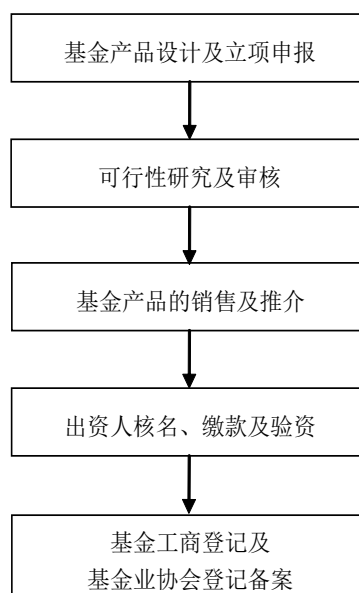 基金产品设计及立项申报
可行性研究及审核
基金产品的销售及推介
出资人核名、缴款及验资
基金工商登记及
基金业协会登记备案